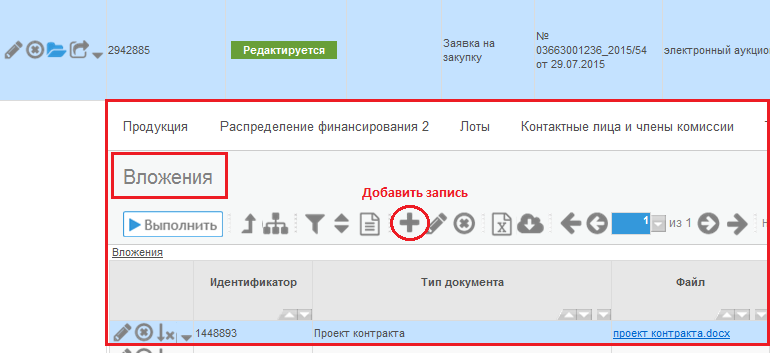 2942885
Редактируется
Заявка на
закупку
№
03663001236_2015/54
от 29.07.2015
электронный аукцио
Продукция
Распределение финансирования 2
Лоты
Контактные лица и члены комиссии
Вложения
Добавить запись
Выполнить
1 из 1
Вложения
Идентификатор
Тип документа
Файл
1448893
Проект контракта
проект контракта.docx